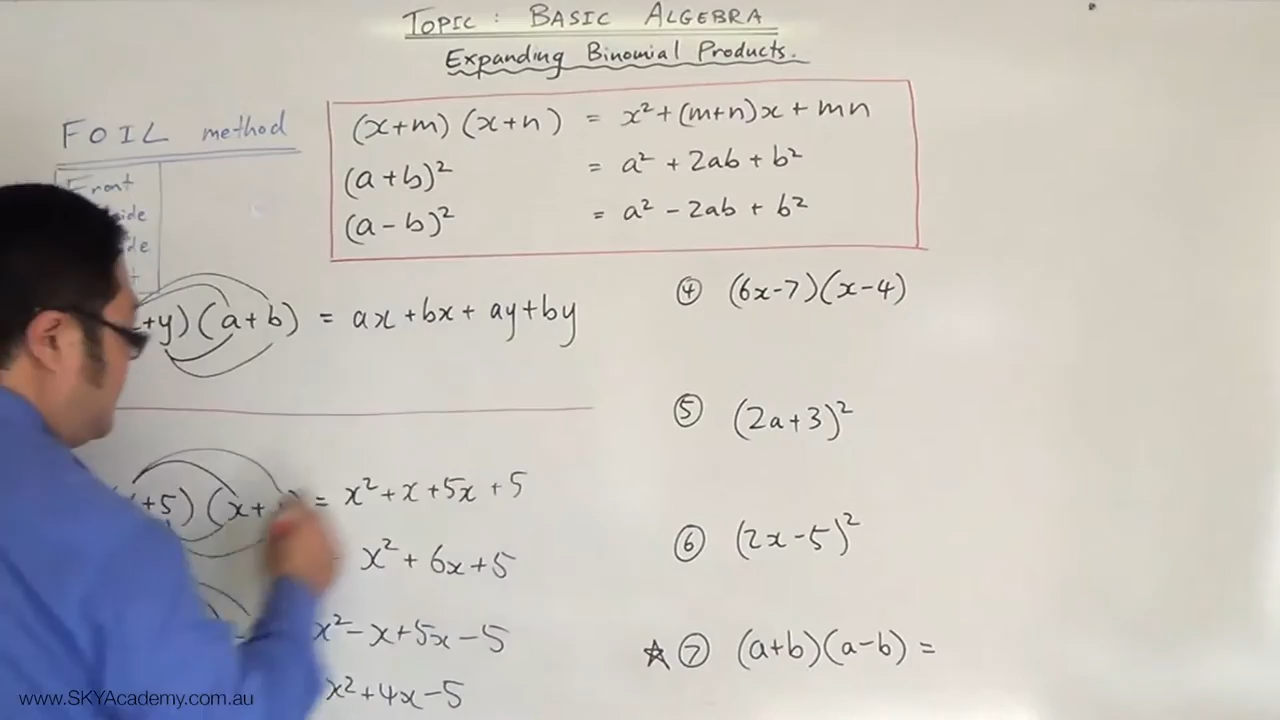 TOPIC: BASIC ALGEBRA
Expanding Binomial Products.
FOIL method
Front
(x+m)(x+n) = x²+(m+n)x+mn
(a+b)² = a²+2ab+b²
(a-b)² = a²-2ab+b²
+y)(a+b) = ax+bx+ay+by
+5)(x+ = x²+x+5x+5
x²+6x+5
x²-x+5x-5
x²+4x-5
④ (6x-7)(x-4)
⑤ (2a+3)²
⑥ (2x-5)²
☆⑦ (a+b)(a-b) =
www.SKYAcademy.com.au